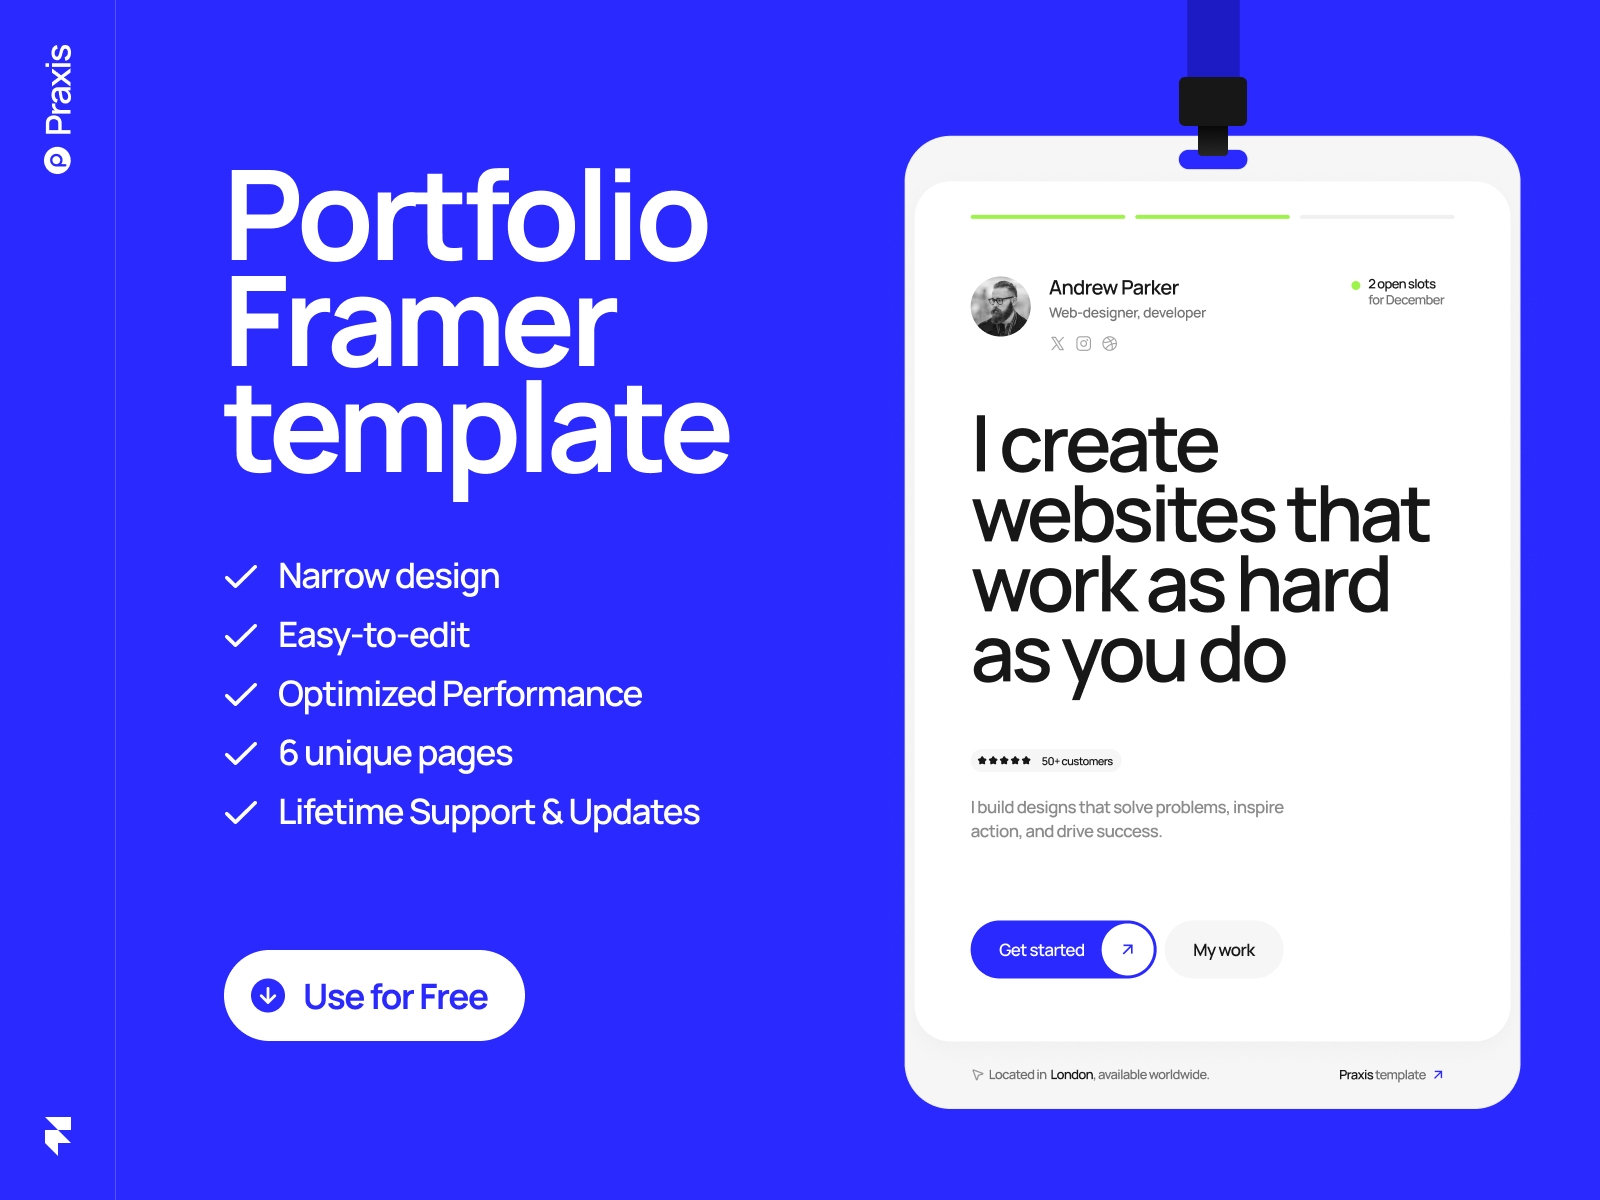 Praxis
Portfolio
Framer
template
Narrow design
Easy-to-edit
Optimized Performance
6 unique pages
Lifetime Support & Updates
Use for Free
Andrew Parker
Web-designer, developer
2 open slots
for December
I create
websites that
work as hard
as you do
50+ customers
I build designs that solve problems, inspire
action, and drive success.
Get started
My work
Located in London, available worldwide.
Praxis template